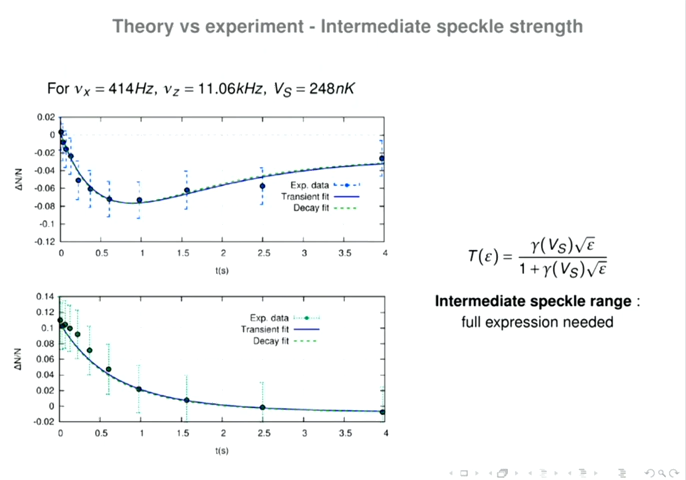 Theory vs experiment - Intermediate speckle strength
For νx = 414Hz, νz = 11.06kHz, VS = 248nK
0.02
0
-0.02
-0.04
-0.06
-0.08
-0.1
-0.12
ΔN/N
Exp. data
Transient fit
Decay fit
0 0.5 1 1.5 2 2.5 3 3.5 4
t(s)
T(ε) = γ(VS)√ε / 1+γ(VS)√ε
Intermediate speckle range :
full expression needed
0.14
0.12
0.1
0.08
0.06
0.04
0.02
0
-0.02
ΔN/N
Exp. data
Transient fit
Decay fit
0 0.5 1 1.5 2 2.5 3 3.5 4
t(s)